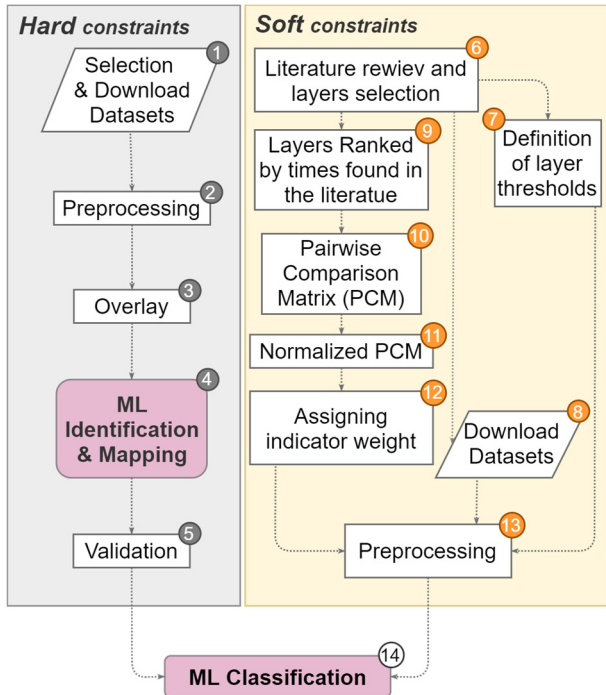 Hard constraints
1
Selection
& Download
Datasets
2
Preprocessing
3
Overlay
4
ML
Identification
& Mapping
5
Validation
Soft constraints
6
Literature rewiev and
layers selection
7
Definition
of layer
thresholds
9
Layers Ranked
by times found in
the literatue
10
Pairwise
Comparison
Matrix (PCM)
11
Normalized PCM
12
Assigning
indicator weight
8
Download
Datasets
13
Preprocessing
14
ML Classification